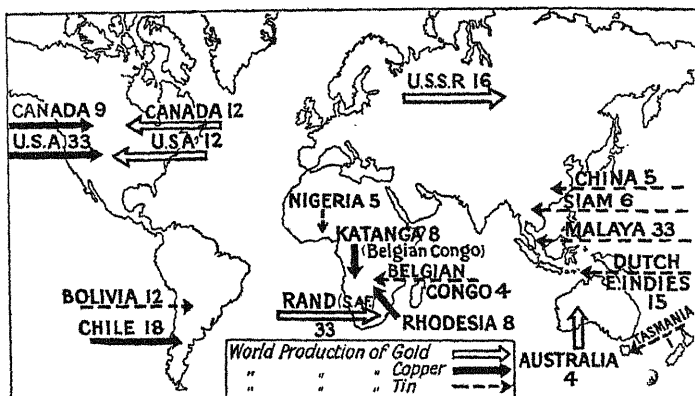 U.S.S.R 16
CANADA 9
CANADA 12
U.S.A 33
U.S.A. 12
CHINA 5
SIAM 6
NIGERIA 5
MALAYA 33
KATANGA 8
(Belgian Congo)
DUTCH
E.INDIES
15
BELGIAN
CONGO 4
BOLIVIA 12
RAND (S.AF.)
33
RHODESIA 8
CHILE 18
TASMANIA
AUSTRALIA
4
World Production of Gold
" " " Copper
" " " Tin